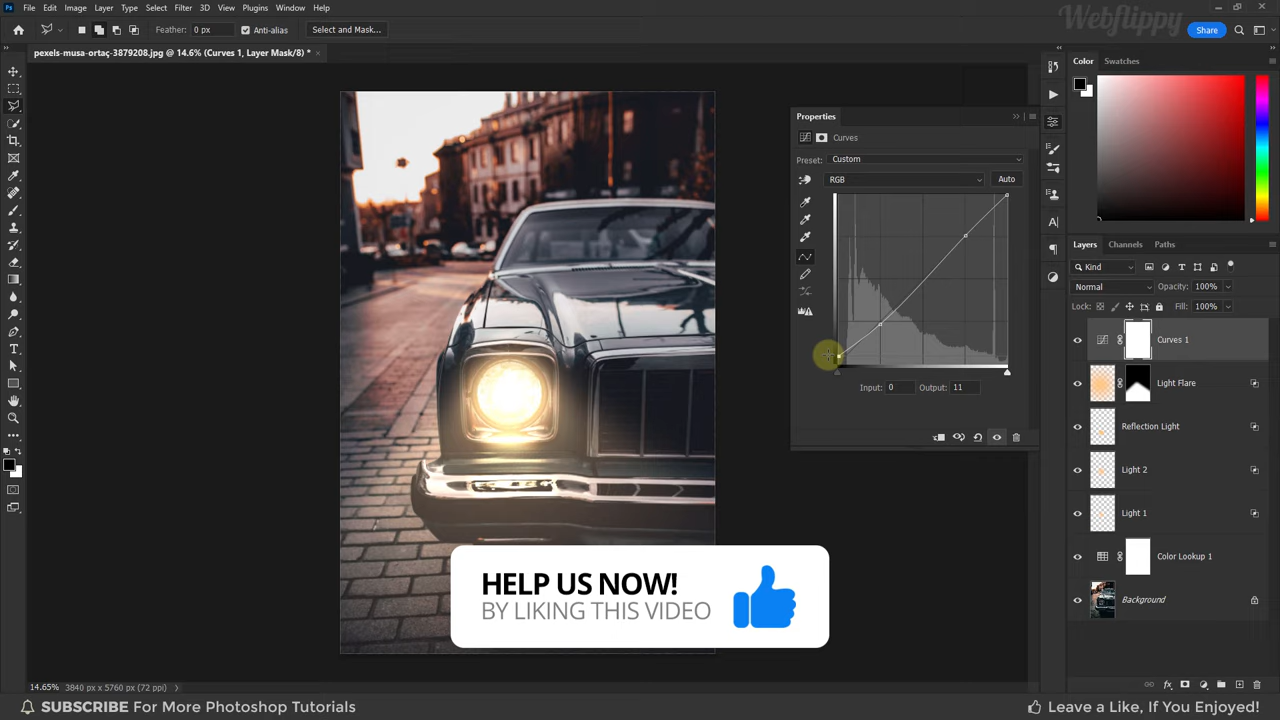 Ps File Edit Image Layer Type Select Filter 3D View Plugins Window Help
Webflippy
Feather: 0 px Anti-alias Select and Mask... Share
pexels-musa-ortaç-3879208.jpg @ 14.6% (Curves 1, Layer Mask/8) * ×
Color Swatches
Properties
Curves
Preset: Custom
RGB Auto
Input: 0 Output: 11
Layers Channels Paths
Kind
Normal Opacity: 100%
Lock: Fill: 100%
Curves 1
Light Flare
Reflection Light
Light 2
Light 1
Color Lookup 1
Background
HELP US NOW!
BY LIKING THIS VIDEO
14.65% 3840 px x 5760 px (72 ppi)
SUBSCRIBE For More Photoshop Tutorials
Leave a Like, If You Enjoyed!